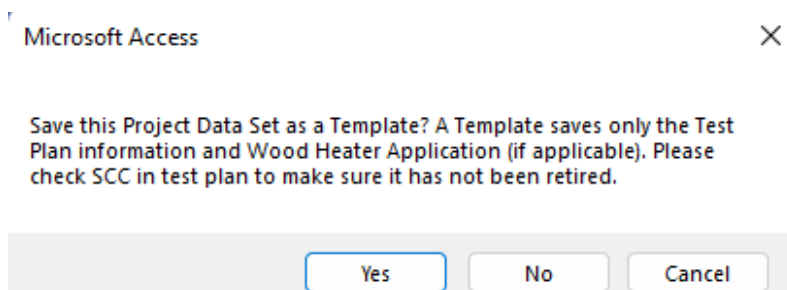 Microsoft Access
Save this Project Data Set as a Template? A Template saves only the Test
Plan information and Wood Heater Application (if applicable). Please
check SCC in test plan to make sure it has not been retired.
Yes No Cancel